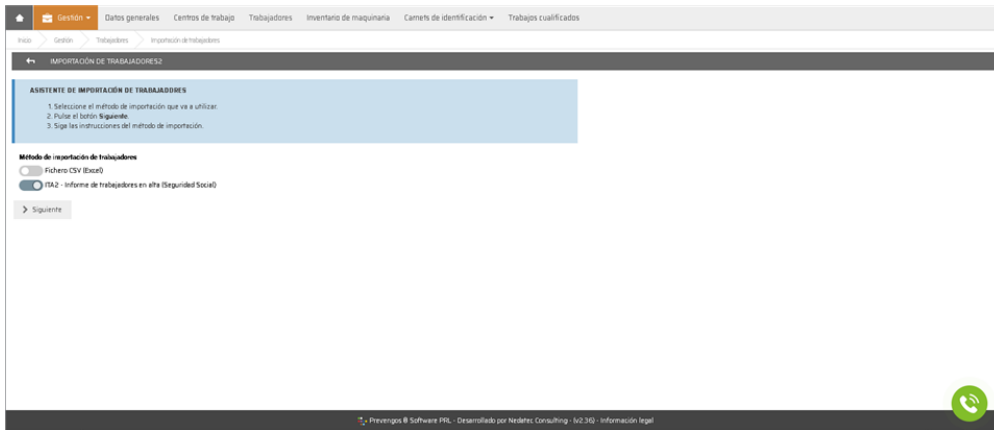 Gestión Datos generales Centros de trabajo Trabajadores Inventario de maquinaria Carnets de identificación Trabajos cualificados
Inicio Gestión Trabajadores Importación de trabajadores
IMPORTACIÓN DE TRABAJADORES2
ASISTENTE DE IMPORTACIÓN DE TRABAJADORES
1. Seleccione el método de importación que va a utilizar.
2. Pulse el botón Siguiente.
3. Siga las instrucciones del método de importación.
Método de importación de trabajadores
Fichero CSV (Excel)
ITA2 - Informe de trabajadores en alta (Seguridad Social)
Siguiente
Prevengos ® Software PRL - Desarrollado por Nedatec Consulting - (v2.36) - Información legal